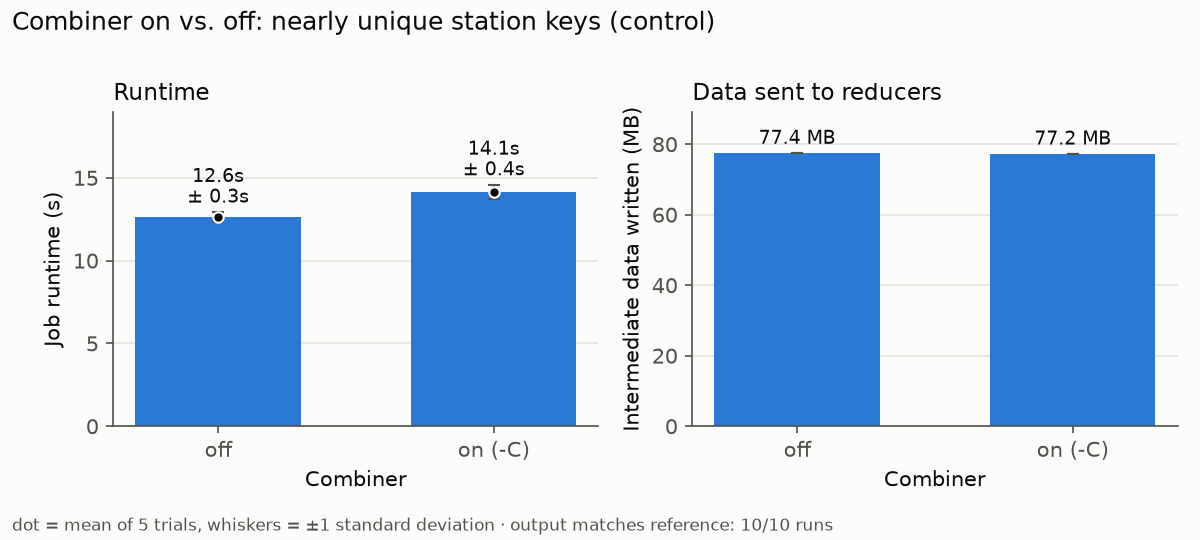 Combiner on vs. off: nearly unique station keys (control)
Runtime
Job runtime (s)
15
10
5
0
12.6s
± 0.3s
14.1s
± 0.4s
off
on (-C)
Combiner
Data sent to reducers
Intermediate data written (MB)
80
60
40
20
0
77.4 MB
77.2 MB
off
on (-C)
Combiner
dot = mean of 5 trials, whiskers = ±1 standard deviation · output matches reference: 10/10 runs